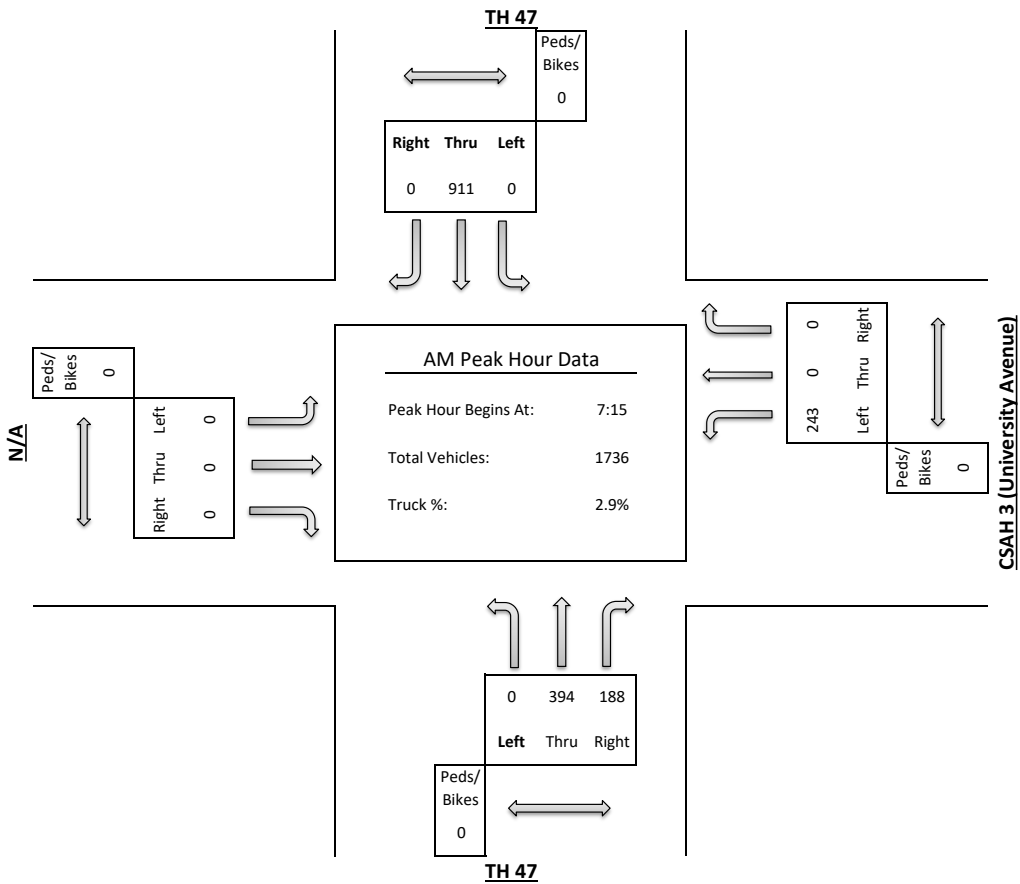 TH 47
Peds/
Bikes
0
Right Thru Left
0 911 0
N/A
Peds/
Bikes
0
Left 0
Thru 0
Right 0
AM Peak Hour Data
Peak Hour Begins At: 7:15
Total Vehicles: 1736
Truck %: 2.9%
0 Right
0 Thru
243 Left
Peds/
Bikes
0
CSAH 3 (University Avenue)
0 394 188
Left Thru Right
Peds/
Bikes
0
TH 47